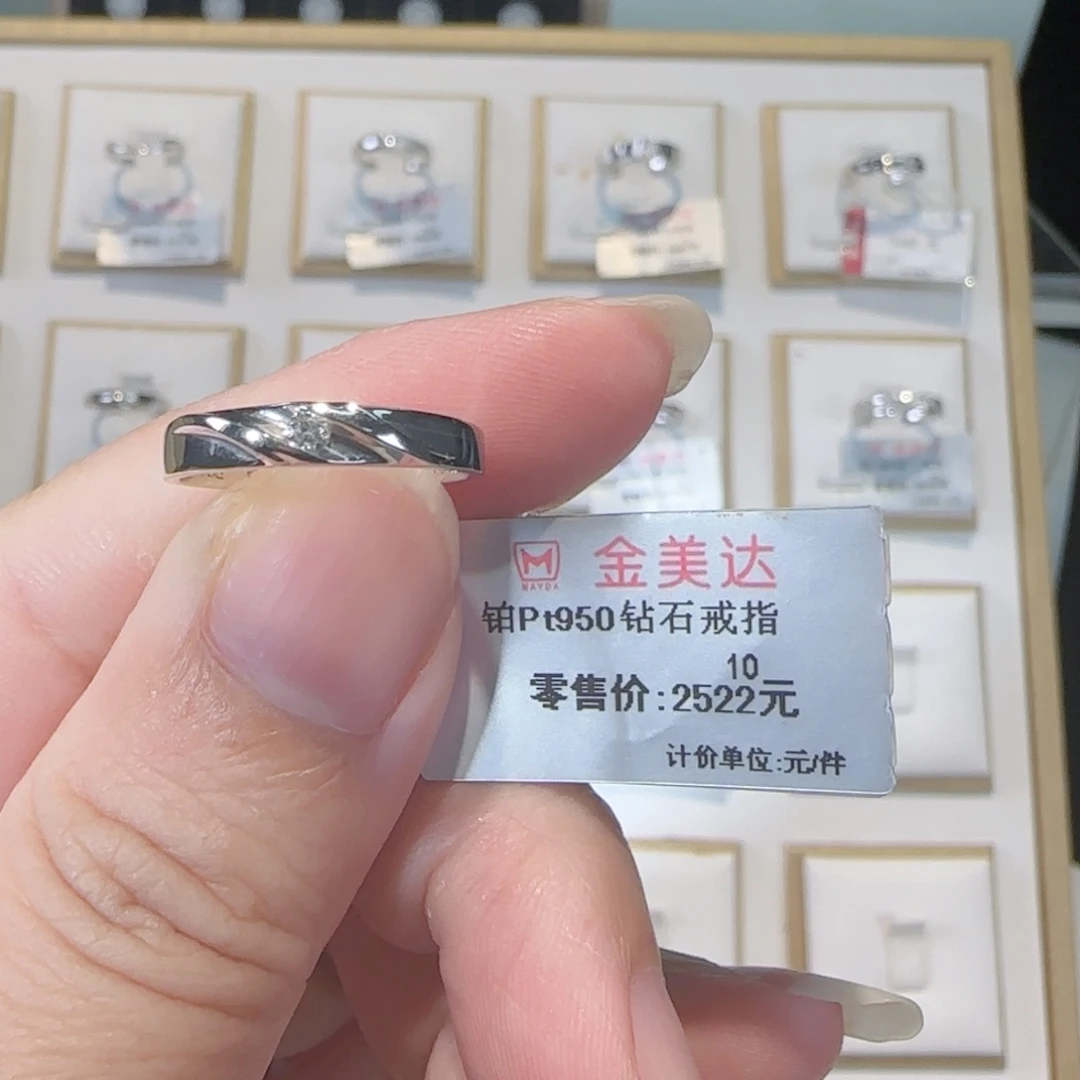 金美达
MAYDA
铂Pt950钻石戒指
10
零售价:2522元
计价单位:元/件